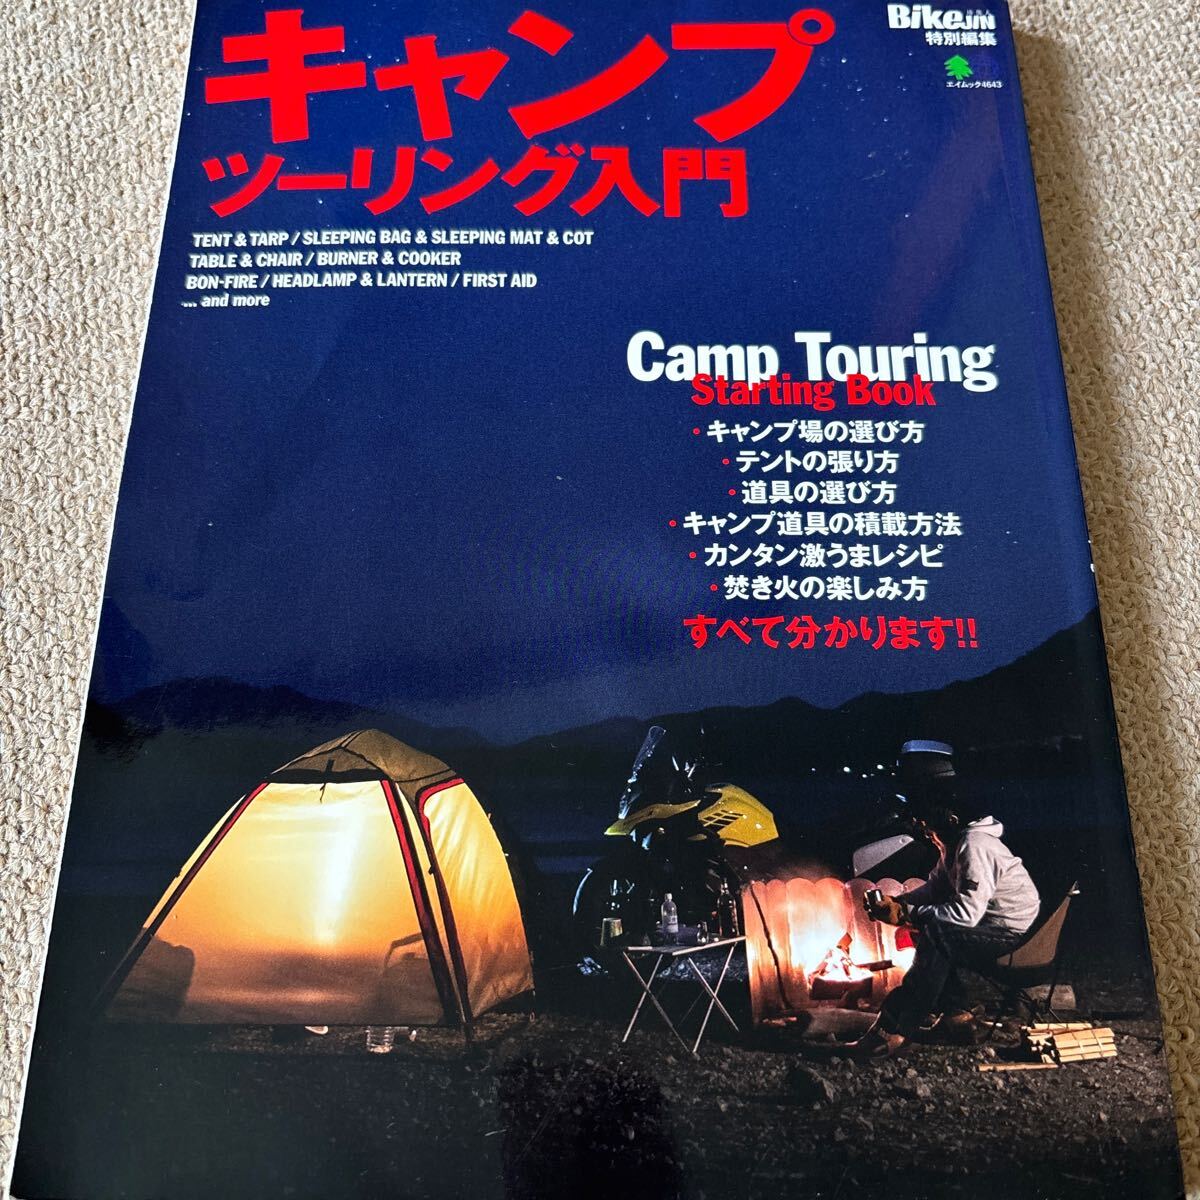 キャンプ
ツーリング入門
BikeJIN
特別編集
エイムック4643
TENT & TARP / SLEEPING BAG & SLEEPING MAT & COT
TABLE & CHAIR / BURNER & COOKER
BON-FIRE / HEADLAMP & LANTERN / FIRST AID
... and more
Camp Touring
Starting Book
・キャンプ場の選び方
・テントの張り方
・道具の選び方
・キャンプ道具の積載方法
・カンタン激うまレシピ
・焚き火の楽しみ方
すべて分かります!!